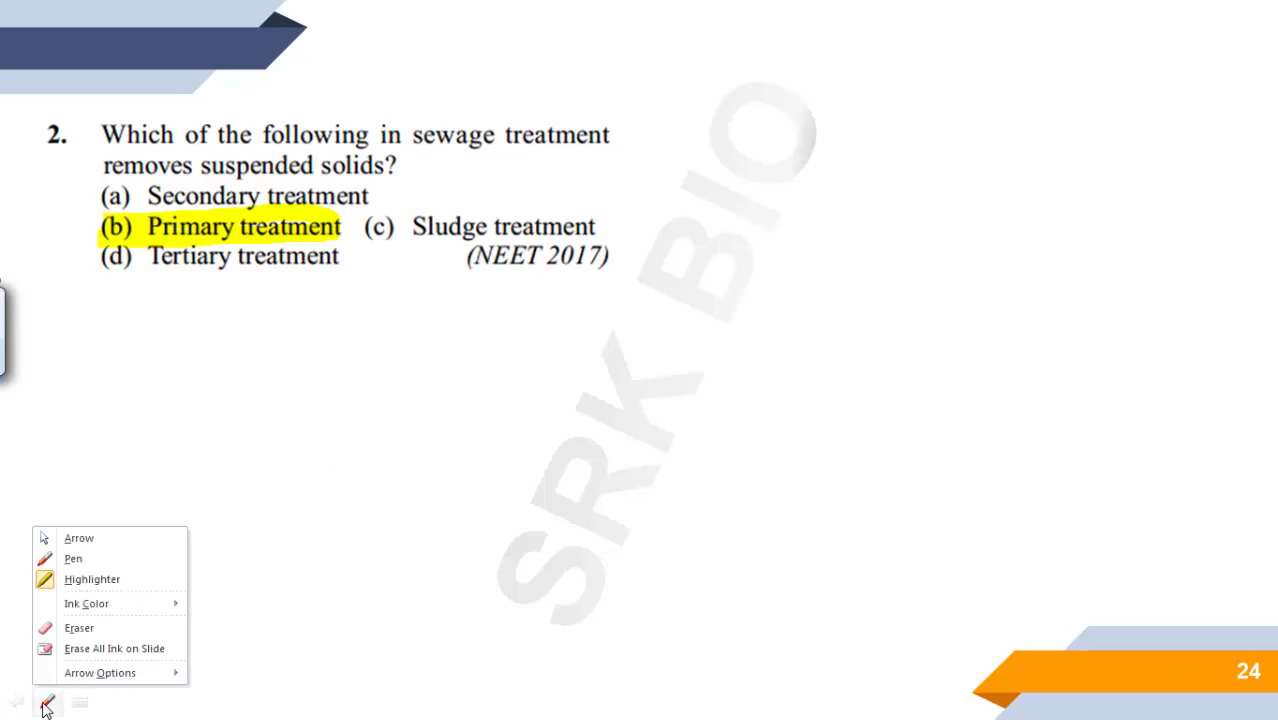 2. Which of the following in sewage treatment
removes suspended solids?
(a) Secondary treatment
(b) Primary treatment (c) Sludge treatment
(d) Tertiary treatment (NEET 2017)
SRK BIO
Arrow
Pen
Highlighter
Ink Color
Eraser
Erase All Ink on Slide
Arrow Options
24